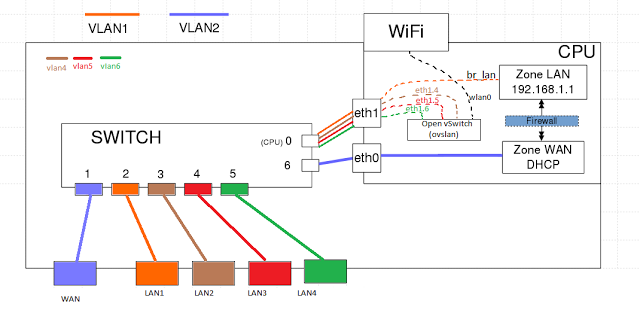 VLAN1
VLAN2
WiFi
CPU
vlan4
vlan5
vlan6
br_lan
Zone LAN
192.168.1.1
eth1.4
eth1.5
eth1.6
wlan0
eth1
Open vSwitch
(ovslan)
Firewall
SWITCH
(CPU) 0
6
eth0
Zone WAN
DHCP
1
2
3
4
5
WAN
LAN1
LAN2
LAN3
LAN4